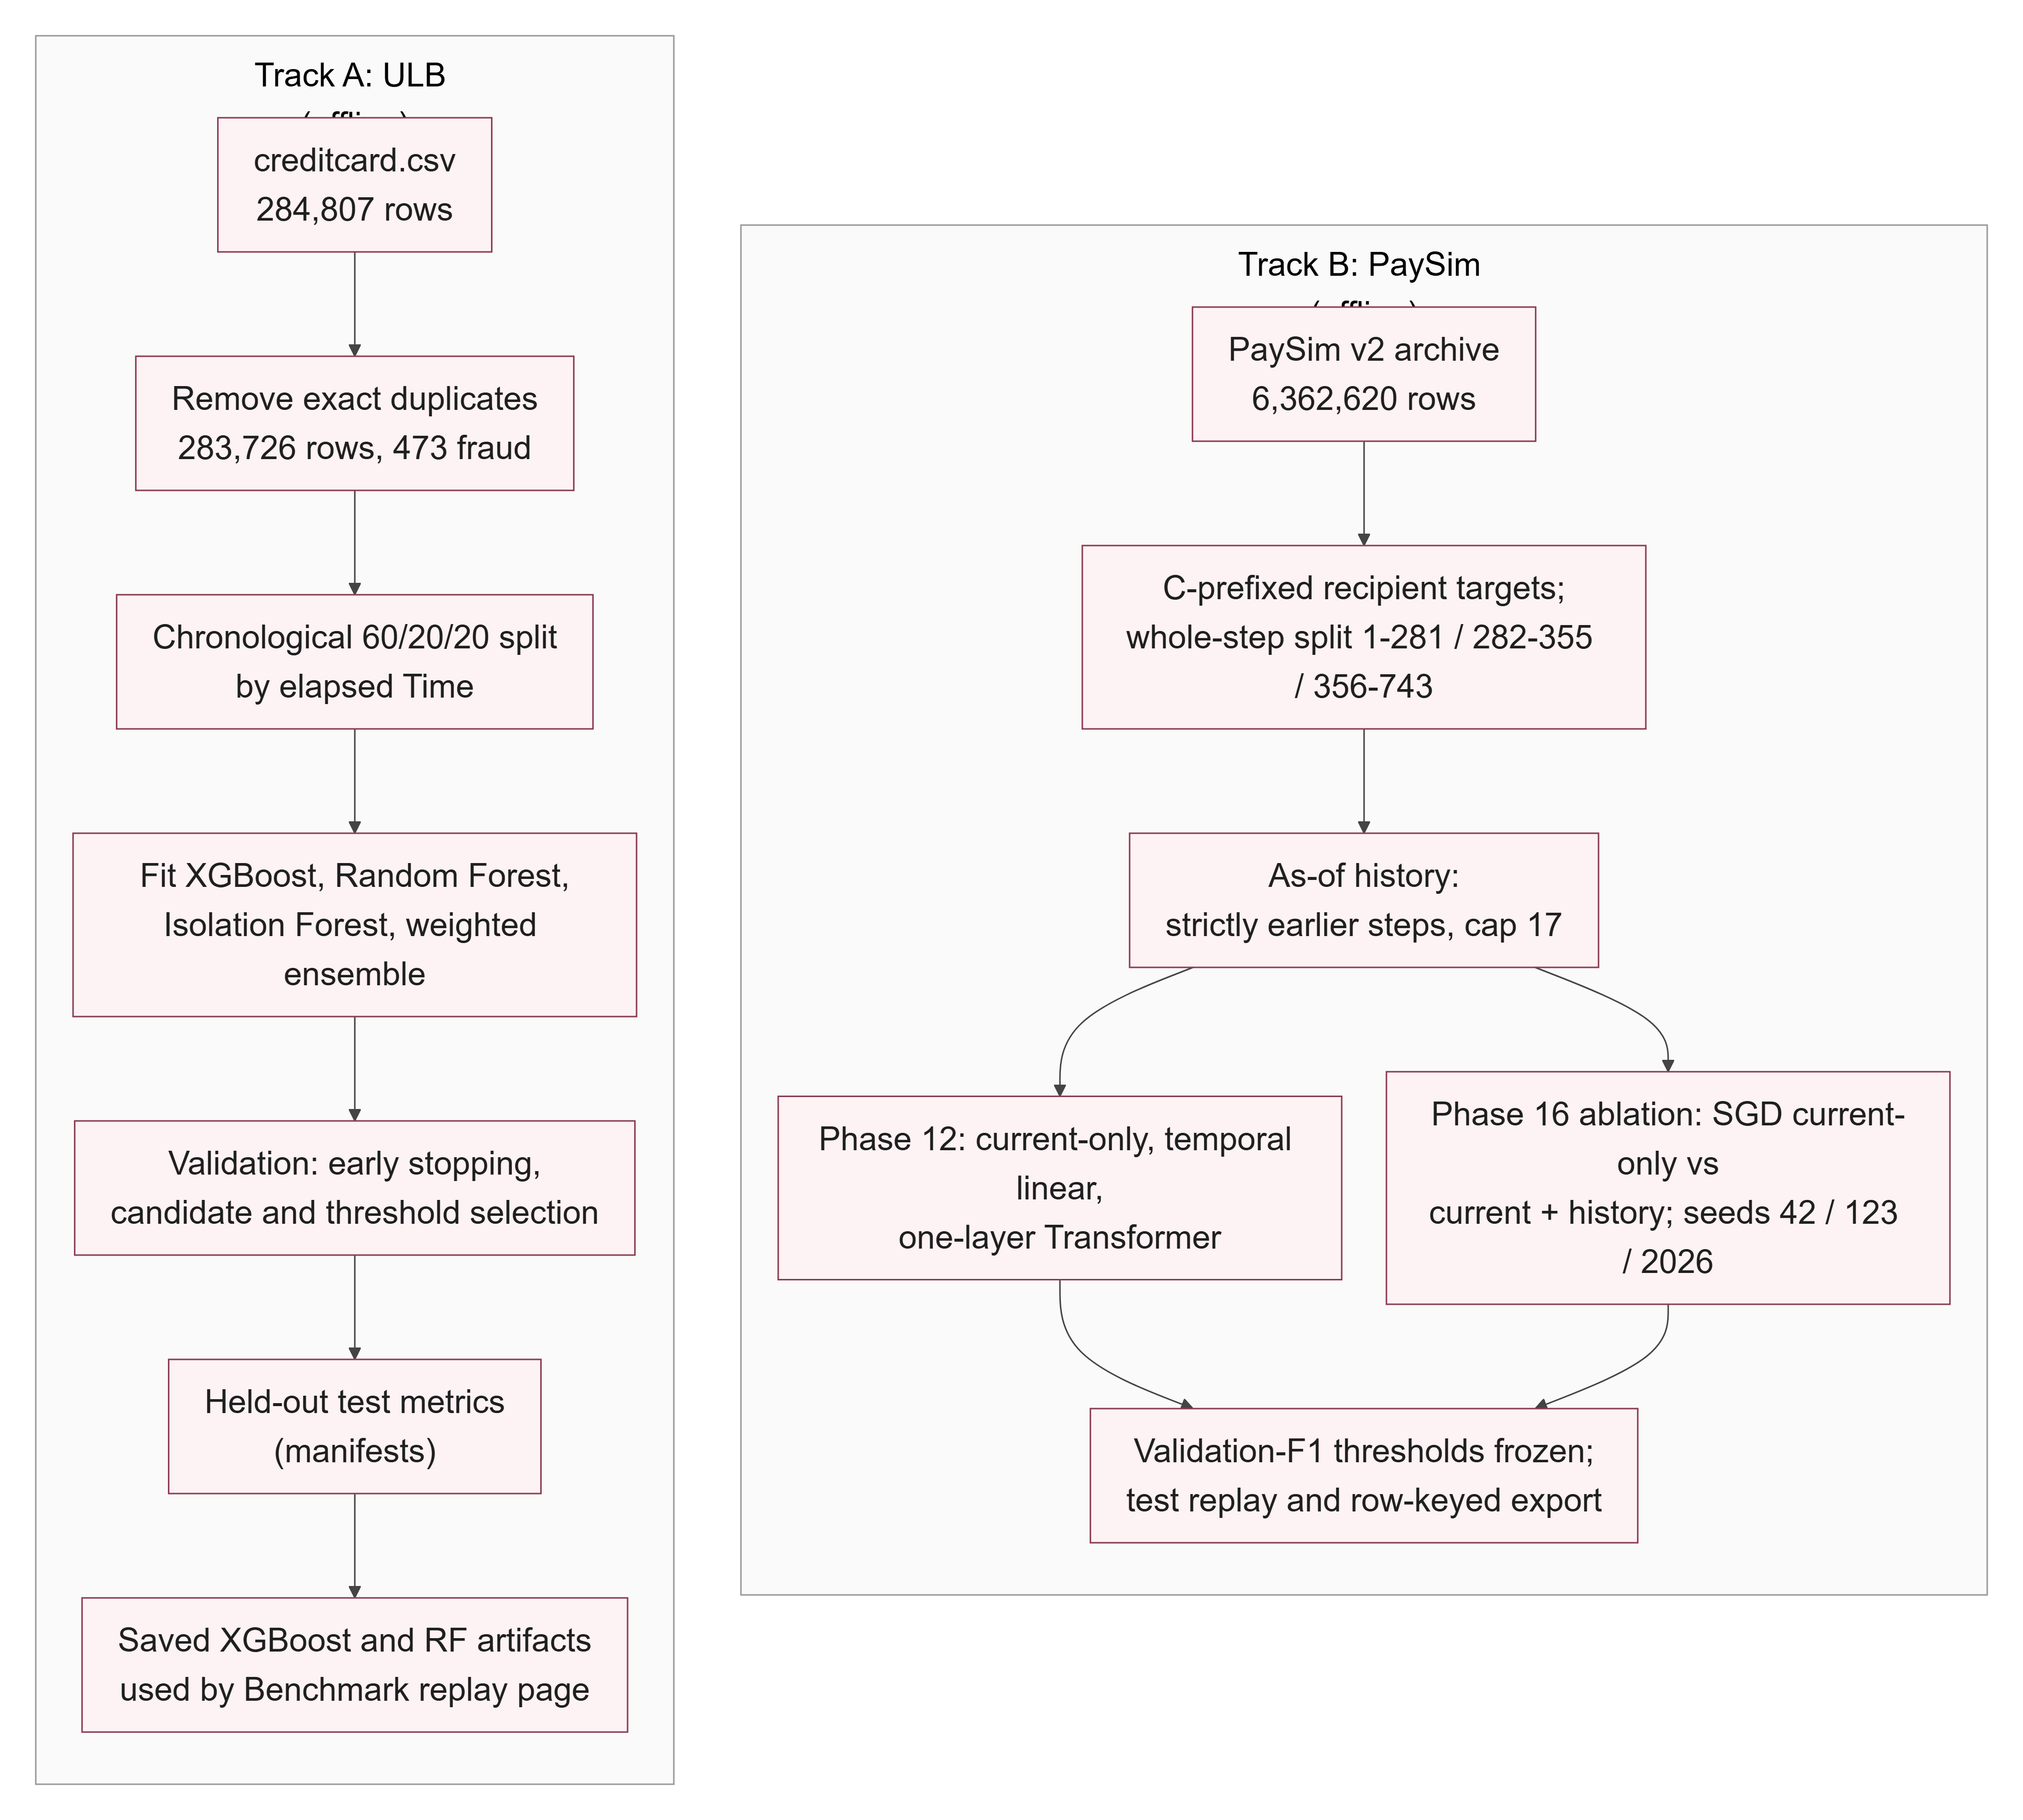 Track A: ULB
creditcard.csv
284,807 rows
Remove exact duplicates
283,726 rows, 473 fraud
Chronological 60/20/20 split
by elapsed Time
Fit XGBoost, Random Forest,
Isolation Forest, weighted
ensemble
Validation: early stopping,
candidate and threshold selection
Held-out test metrics
(manifests)
Saved XGBoost and RF artifacts
used by Benchmark replay page
Track B: PaySim
PaySim v2 archive
6,362,620 rows
C-prefixed recipient targets;
whole-step split 1-281 / 282-355
/ 356-743
As-of history:
strictly earlier steps, cap 17
Phase 12: current-only, temporal
linear,
one-layer Transformer
Phase 16 ablation: SGD current-
only vs
current + history; seeds 42 / 123
/ 2026
Validation-F1 thresholds frozen;
test replay and row-keyed export